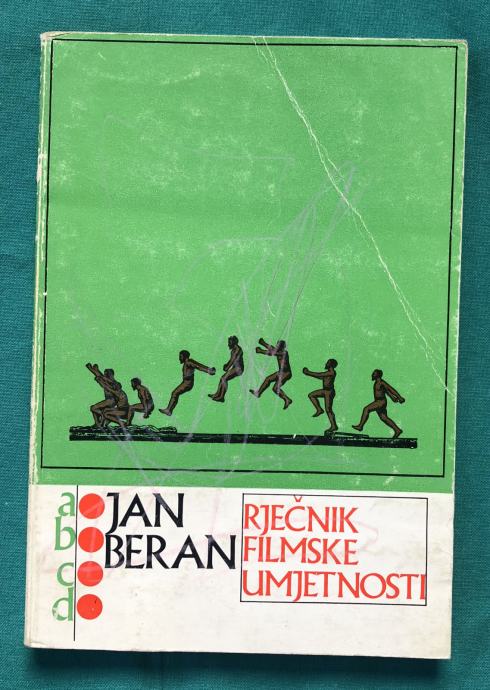 a
b
c
d
JAN
BERAN
RJEČNIK
FILMSKE
UMJETNOSTI